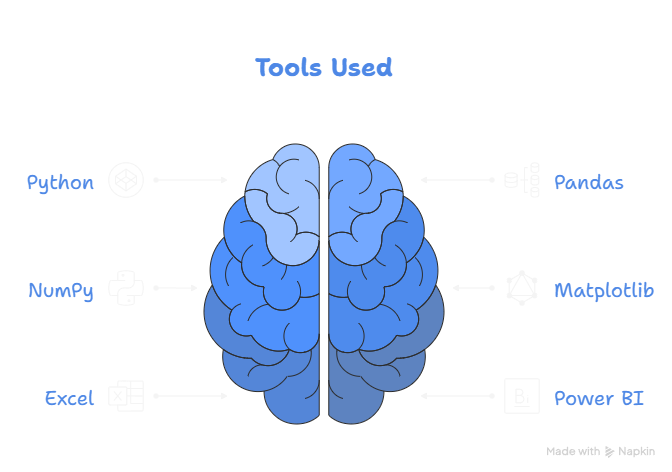 Tools Used
Python
Pandas
NumPy
Matplotlib
Excel
Power BI
Made with Napkin